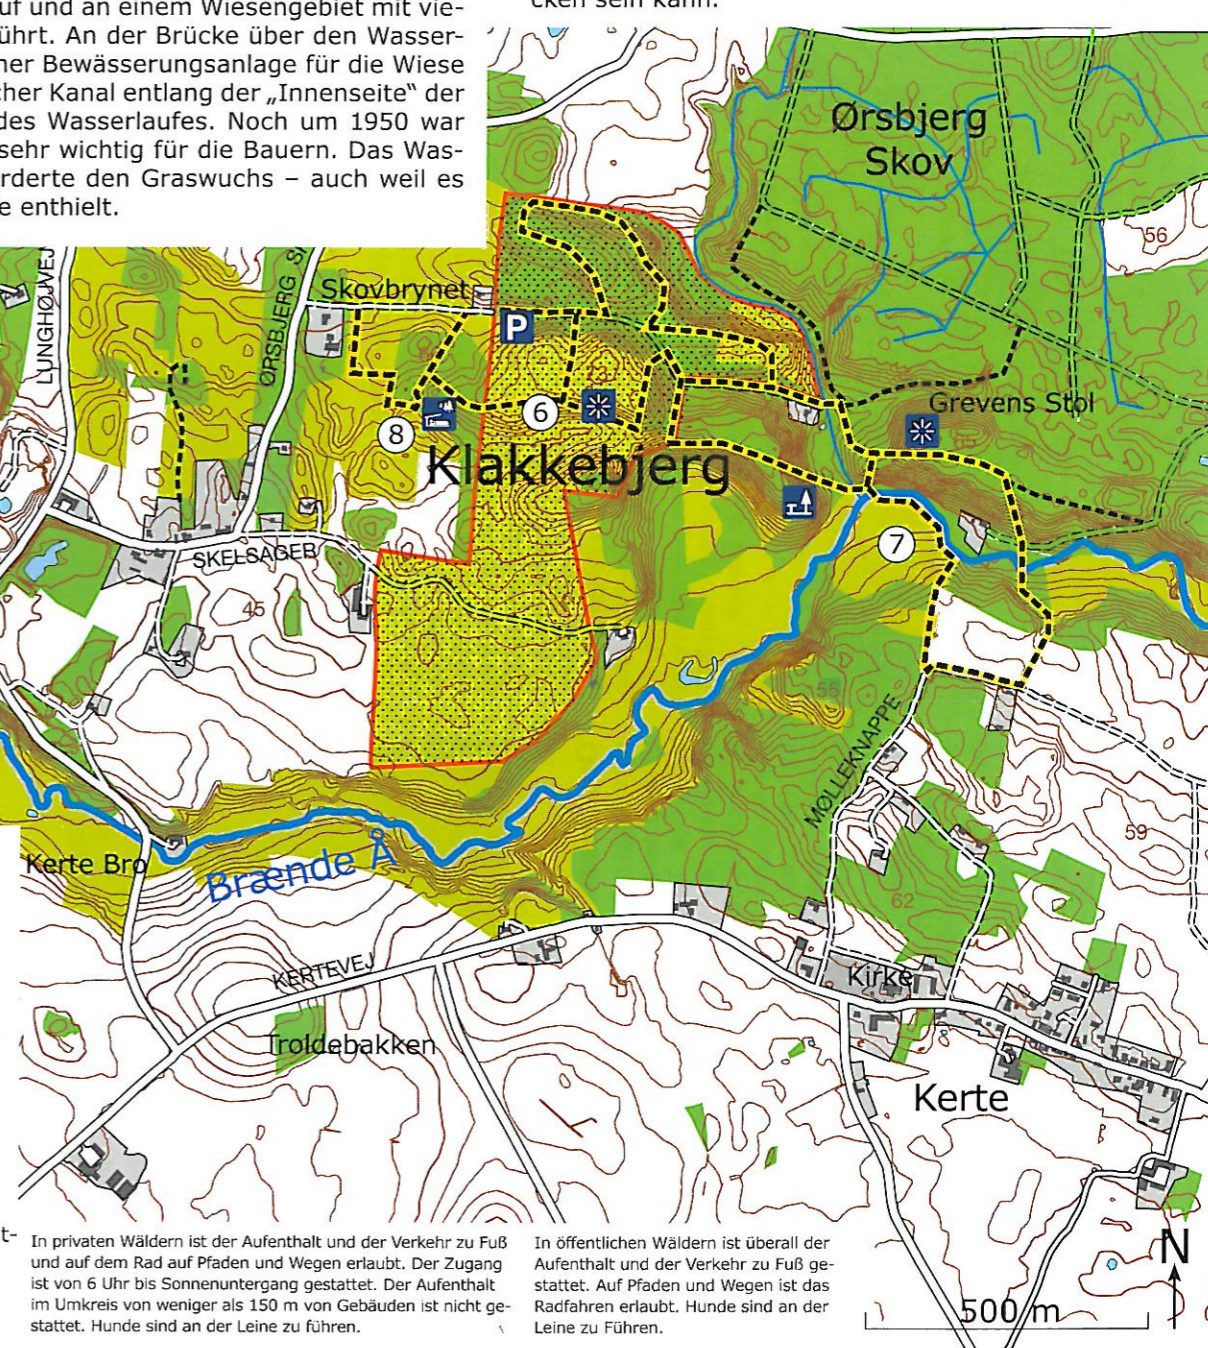 uf und an einem Wiesengebiet mit vie-
ührt. An der Brücke über den Wasser-
ner Bewässerungsanlage für die Wiese
cher Kanal entlang der „Innenseite“ der
des Wasserlaufes. Noch um 1950 war
sehr wichtig für die Bauern. Das Was-
rderte den Graswuchs – auch weil es
e enthielt.
cken sein kann.
Ørsbjerg
Skov
56
LUNGHØJVEJ
ØRSBJERG S
Skovbrynet
P
6
8
Grevens Stol
65
Klakkebjerg
7
SKELSAGER
45
55
MØLLEKNAPPE
59
Kerte Bro
Brænde Å
62
KERTEVEJ
Kirke
Troldebakken
Kerte
t-
In privaten Wäldern ist der Aufenthalt und der Verkehr zu Fuß
und auf dem Rad auf Pfaden und Wegen erlaubt. Der Zugang
ist von 6 Uhr bis Sonnenuntergang gestattet. Der Aufenthalt
im Umkreis von weniger als 150 m von Gebäuden ist nicht ge-
stattet. Hunde sind an der Leine zu führen.
In öffentlichen Wäldern ist überall der
Aufenthalt und der Verkehr zu Fuß ge-
stattet. Auf Pfaden und Wegen ist das
Radfahren erlaubt. Hunde sind an der
Leine zu Führen.
N
500 m